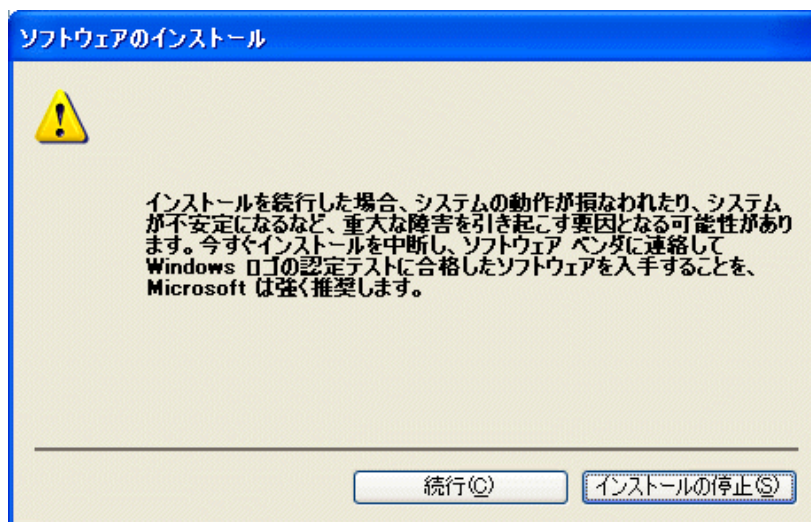 ソフトウェアのインストール
インストールを続行した場合、システムの動作が損なわれたり、システム
が不安定になるなど、重大な障害を引き起こす要因となる可能性があり
ます。今すぐインストールを中断し、ソフトウェア ベンダに連絡して
Windows ロゴの認定テストに合格したソフトウェアを入手することを、
Microsoft は強く推奨します。
続行(C)
インストールの停止(S)